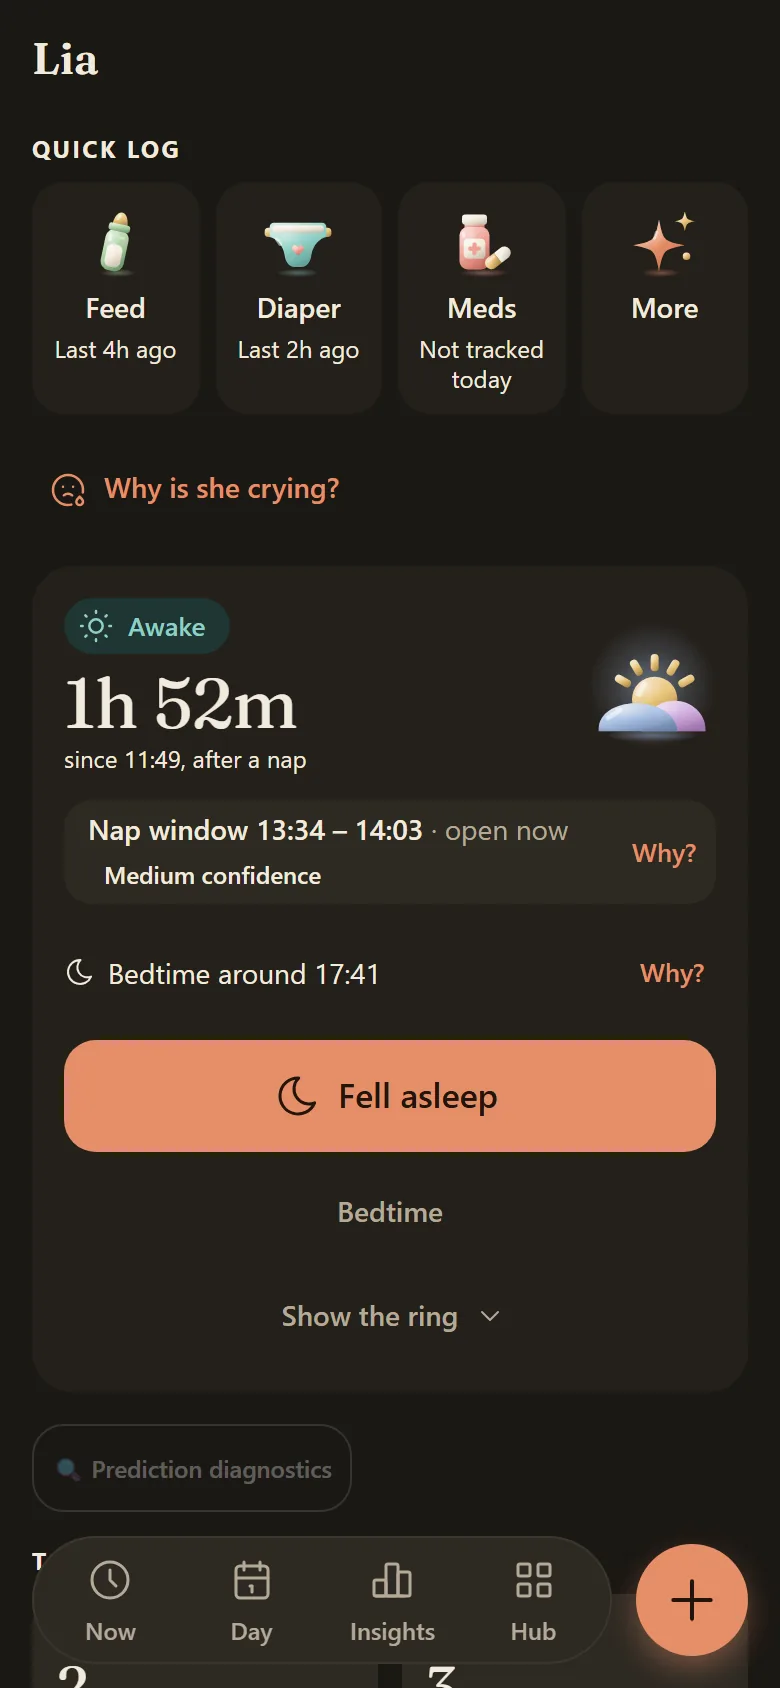 Lia
QUICK LOG
Feed
Last 4h ago
Diaper
Last 2h ago
Meds
Not tracked
today
More
Why is she crying?
Awake
1h 52m
since 11:49, after a nap
Nap window 13:34 – 14:03 · open now
Medium confidence
Why?
Bedtime around 17:41
Why?
Fell asleep
Bedtime
Show the ring
Prediction diagnostics
Now
Day
Insights
Hub